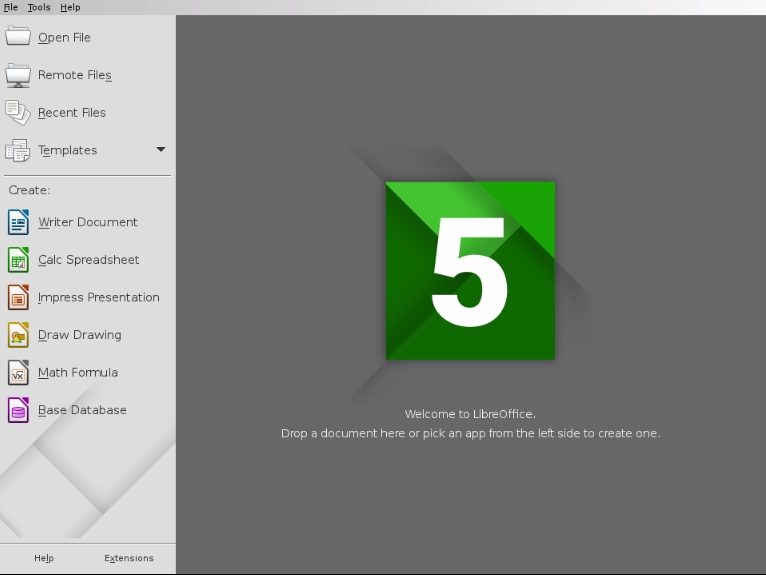 File Tools Help
Open File
Remote Files
Recent Files
Templates
Create:
Writer Document
Calc Spreadsheet
Impress Presentation
Draw Drawing
Math Formula
Base Database
Help Extensions
5
Welcome to LibreOffice.
Drop a document here or pick an app from the left side to create one.